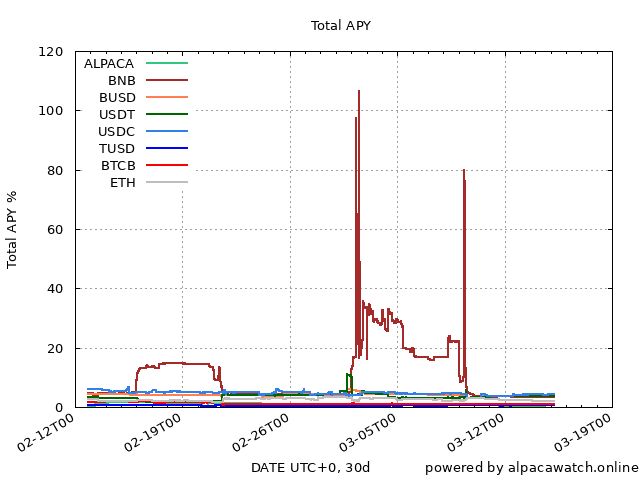 Total APY
120
100
80
60
40
20
0
Total APY %
ALPACA
BNB
BUSD
USDT
USDC
TUSD
BTCB
ETH
02-12T00
02-19T00
02-26T00
03-05T00
03-12T00
03-19T00
DATE UTC+0, 30d
powered by alpacawatch.online